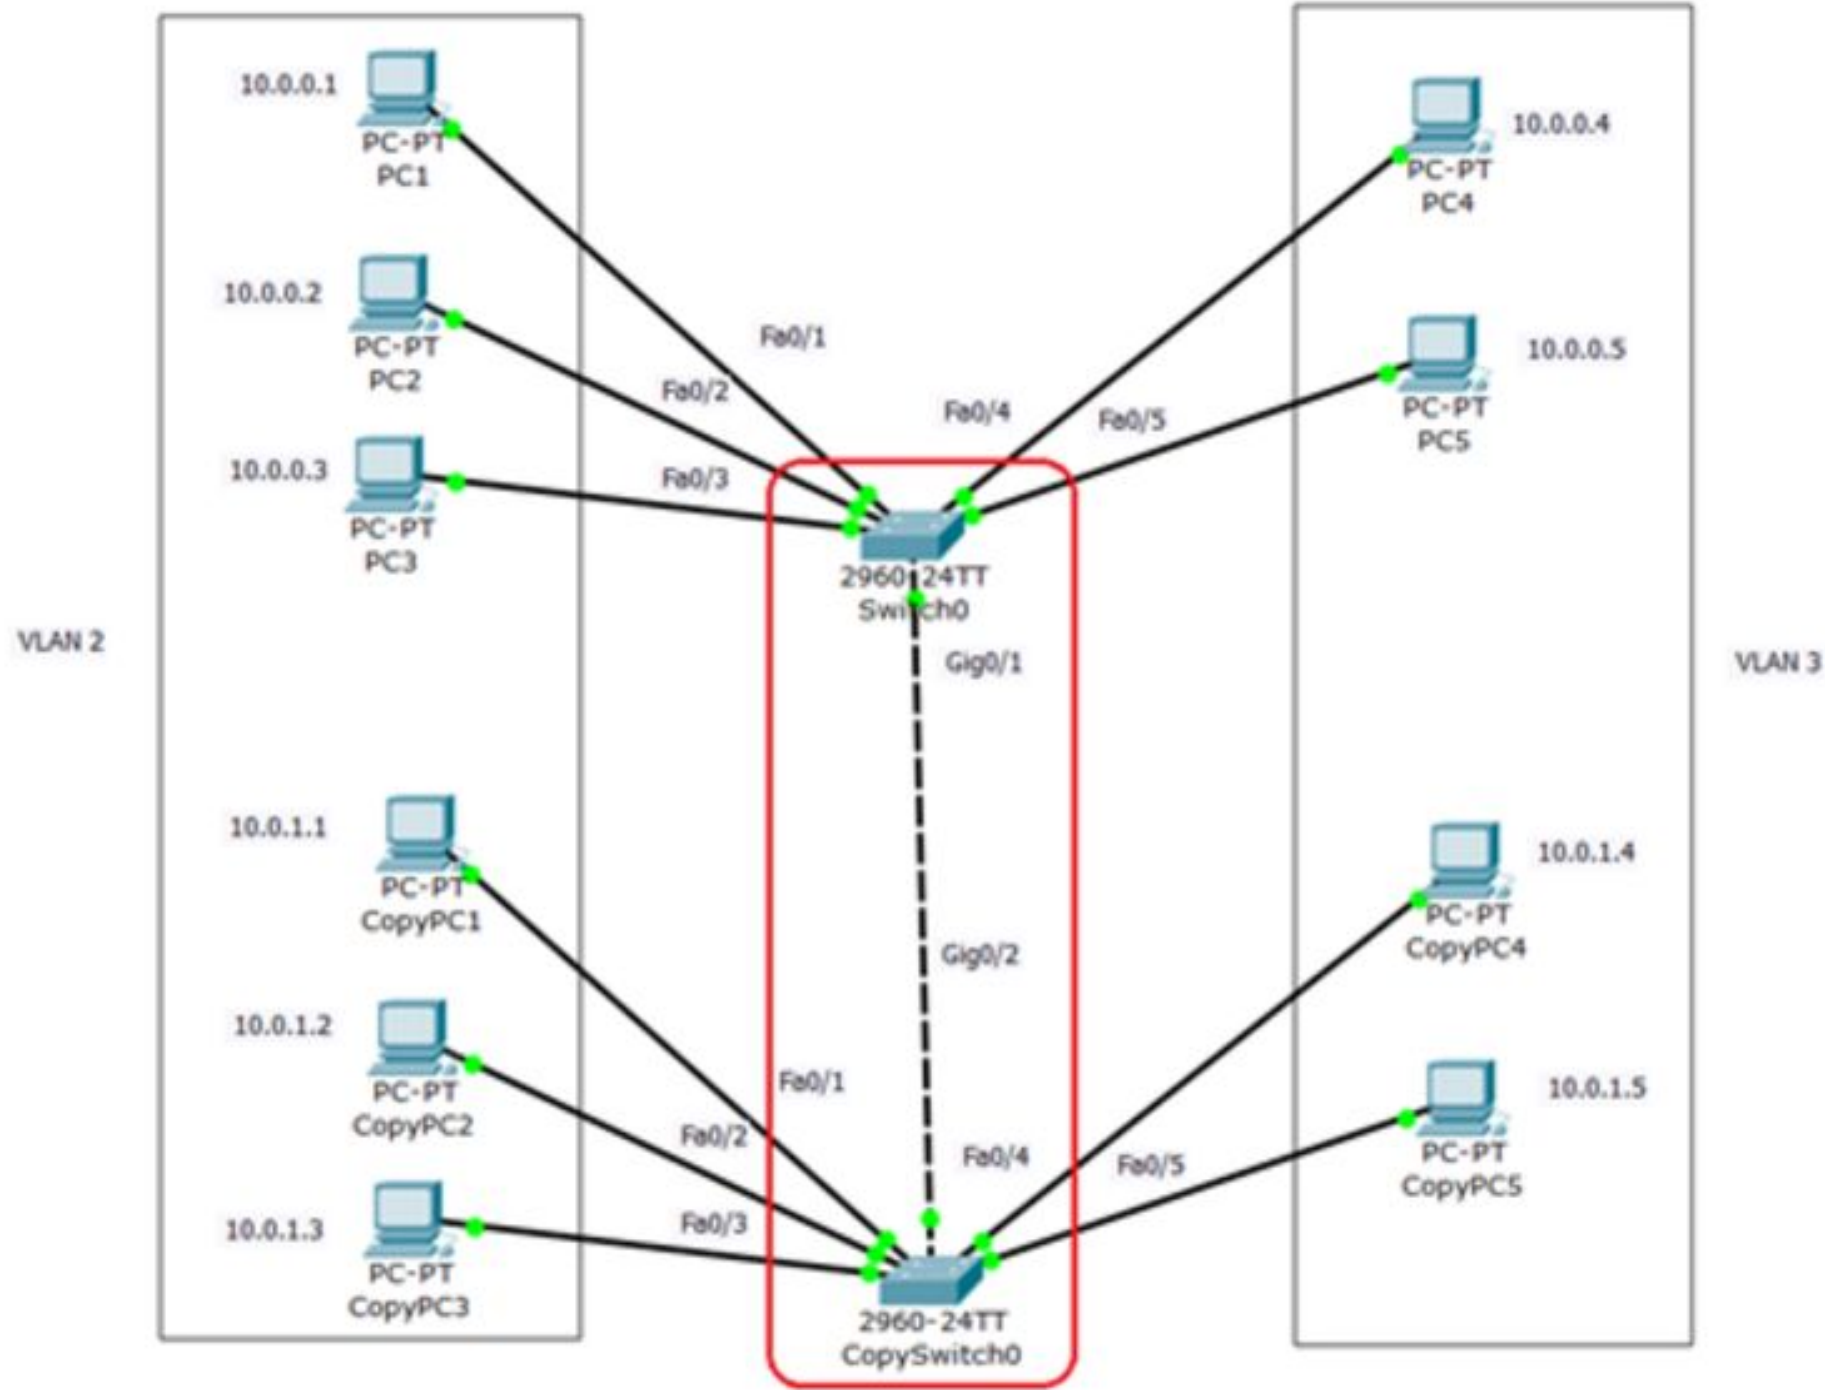 10.0.0.1
PC-PT
PC1
10.0.0.4
PC-PT
PC4
10.0.0.2
PC-PT
PC2
Fa0/1
10.0.0.5
PC-PT
PC5
Fa0/2
Fa0/4
Fa0/5
10.0.0.3
PC-PT
PC3
Fa0/3
2960-24TT
Switch0
VLAN 2
Gig0/1
VLAN 3
10.0.1.1
PC-PT
CopyPC1
10.0.1.4
PC-PT
CopyPC4
Gig0/2
10.0.1.2
PC-PT
CopyPC2
Fa0/1
10.0.1.5
PC-PT
CopyPC5
Fa0/2
Fa0/4
Fa0/5
10.0.1.3
PC-PT
CopyPC3
Fa0/3
2960-24TT
CopySwitch0